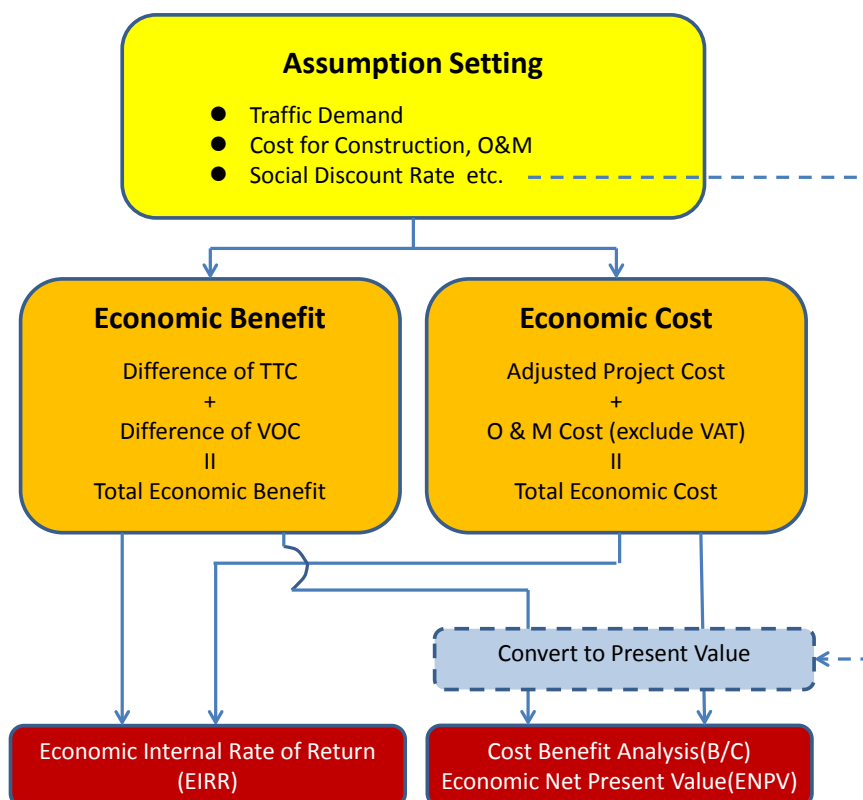 Assumption Setting
● Traffic Demand
● Cost for Construction, O&M
● Social Discount Rate etc.
Economic Benefit
Difference of TTC
+
Difference of VOC
=
Total Economic Benefit
Economic Cost
Adjusted Project Cost
+
O & M Cost (exclude VAT)
=
Total Economic Cost
Convert to Present Value
Economic Internal Rate of Return
(EIRR)
Cost Benefit Analysis(B/C)
Economic Net Present Value(ENPV)